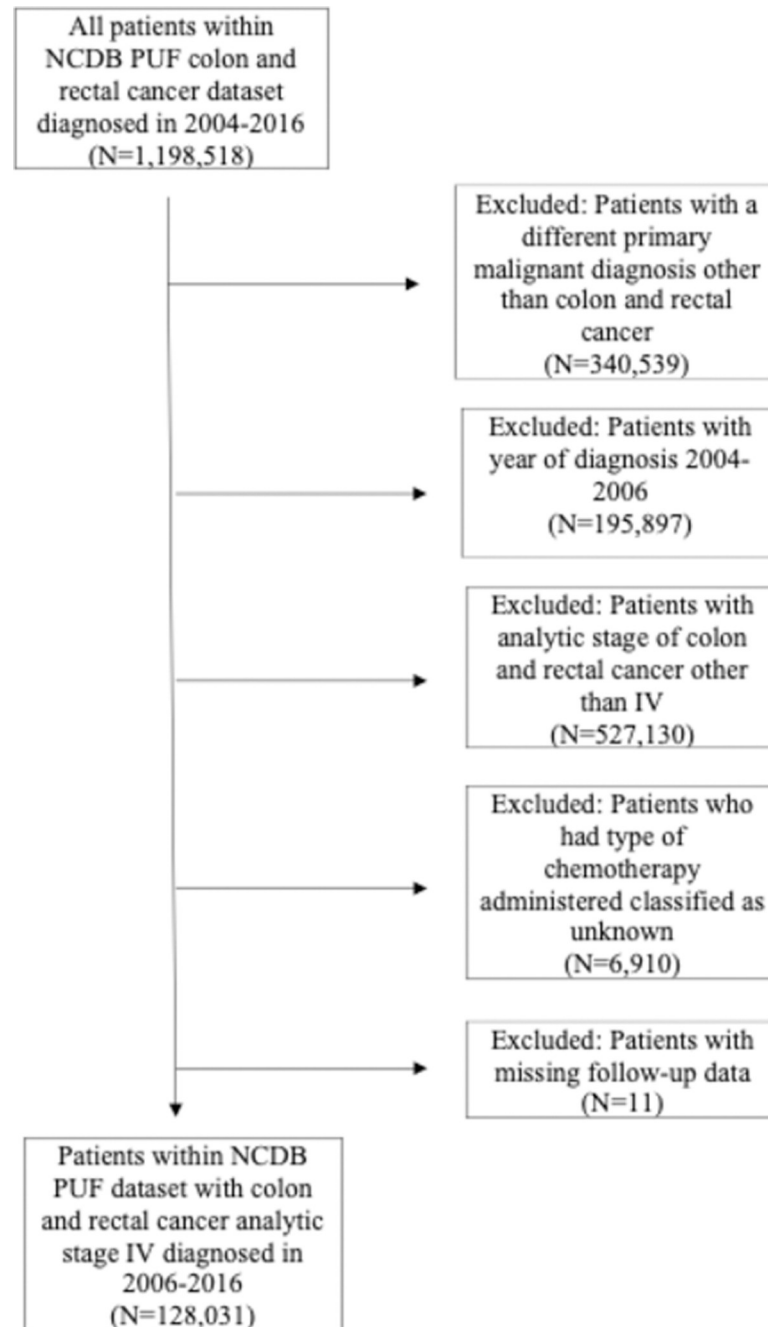 All patients within
NCDB PUF colon and
rectal cancer dataset
diagnosed in 2004-2016
(N=1,198,518)
Excluded: Patients with a
different primary
malignant diagnosis other
than colon and rectal
cancer
(N=340,539)
Excluded: Patients with
year of diagnosis 2004-
2006
(N=195,897)
Excluded: Patients with
analytic stage of colon
and rectal cancer other
than IV
(N=527,130)
Excluded: Patients who
had type of
chemotherapy
administered classified as
unknown
(N=6,910)
Excluded: Patients with
missing follow-up data
(N=11)
Patients within NCDB
PUF dataset with colon
and rectal cancer analytic
stage IV diagnosed in
2006-2016
(N=128,031)